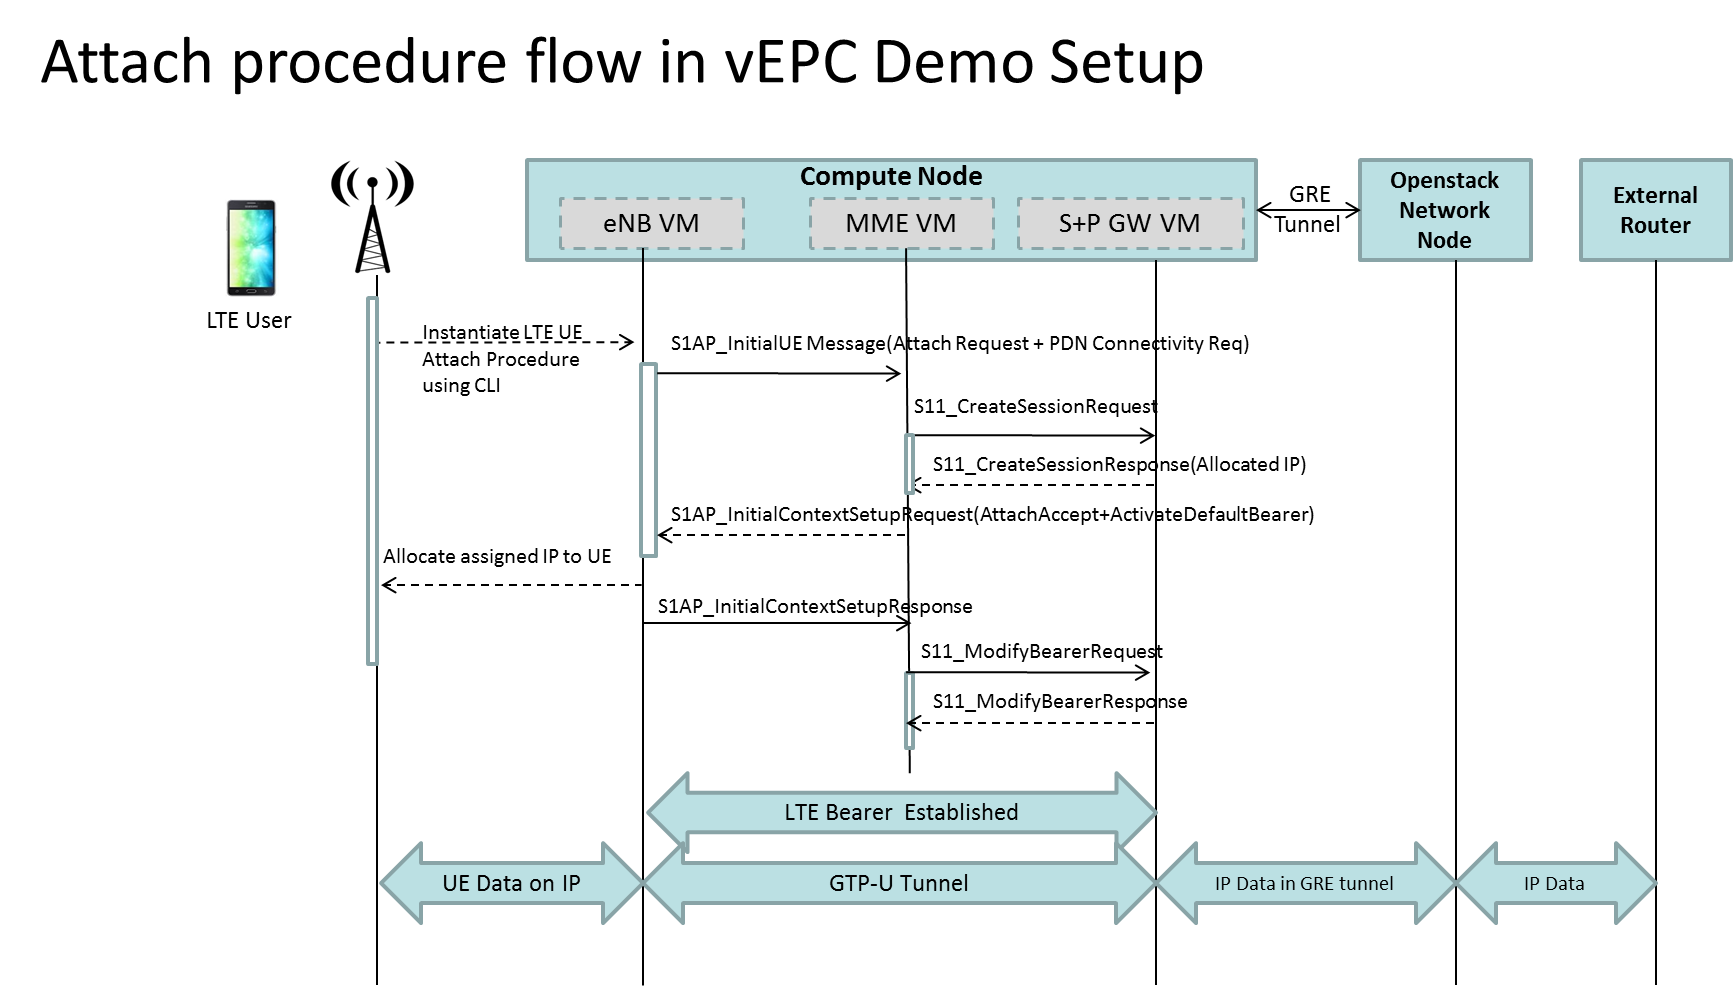 Attach procedure flow in vEPC Demo Setup
Compute Node
eNB VM
MME VM
S+P GW VM
GRE
Tunnel
Openstack
Network
Node
External
Router
LTE User
Instantiate LTE UE
Attach Procedure
using CLI
S1AP_InitialUE Message(Attach Request + PDN Connectivity Req)
S11_CreateSessionRequest
S11_CreateSessionResponse(Allocated IP)
S1AP_InitialContextSetupRequest(AttachAccept+ActivateDefaultBearer)
Allocate assigned IP to UE
S1AP_InitialContextSetupResponse
S11_ModifyBearerRequest
S11_ModifyBearerResponse
LTE Bearer  Established
UE Data on IP
GTP-U Tunnel
IP Data in GRE tunnel
IP Data